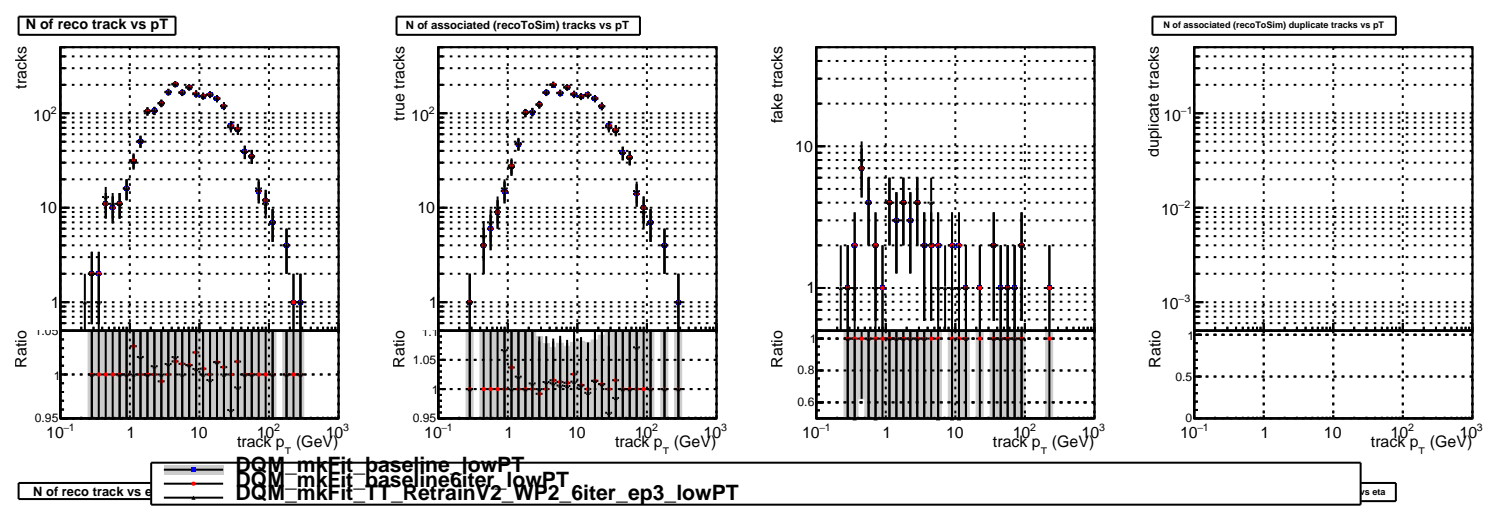 N of reco track vs pT
N of associated (recoToSim) tracks vs pT
N of associated (recoToSim) duplicate tracks vs pT
tracks
10²
10
1
Ratio
1.05
1
0.95
10⁻¹ 1 10 10² 10³
track p_T (GeV)
true tracks
10²
10
1
Ratio
1.1
1.05
1
0.95
10⁻¹ 1 10 10² 10³
track p_T (GeV)
fake tracks
10
1
Ratio
1
0.8
0.6
10⁻¹ 1 10 10² 10³
track p_T (GeV)
duplicate tracks
10⁻¹
10⁻²
10⁻³
Ratio
1
0.5
0
10⁻¹ 1 10 10² 10³
track p_T (GeV)
DQM_mkFit_baseline_lowPT
DQM_mkFit_baseline6iter_lowPT
DQM_mkFit_TT_RetrainV2_WP2_6iter_ep3_lowPT
N of reco track vs e
vs eta